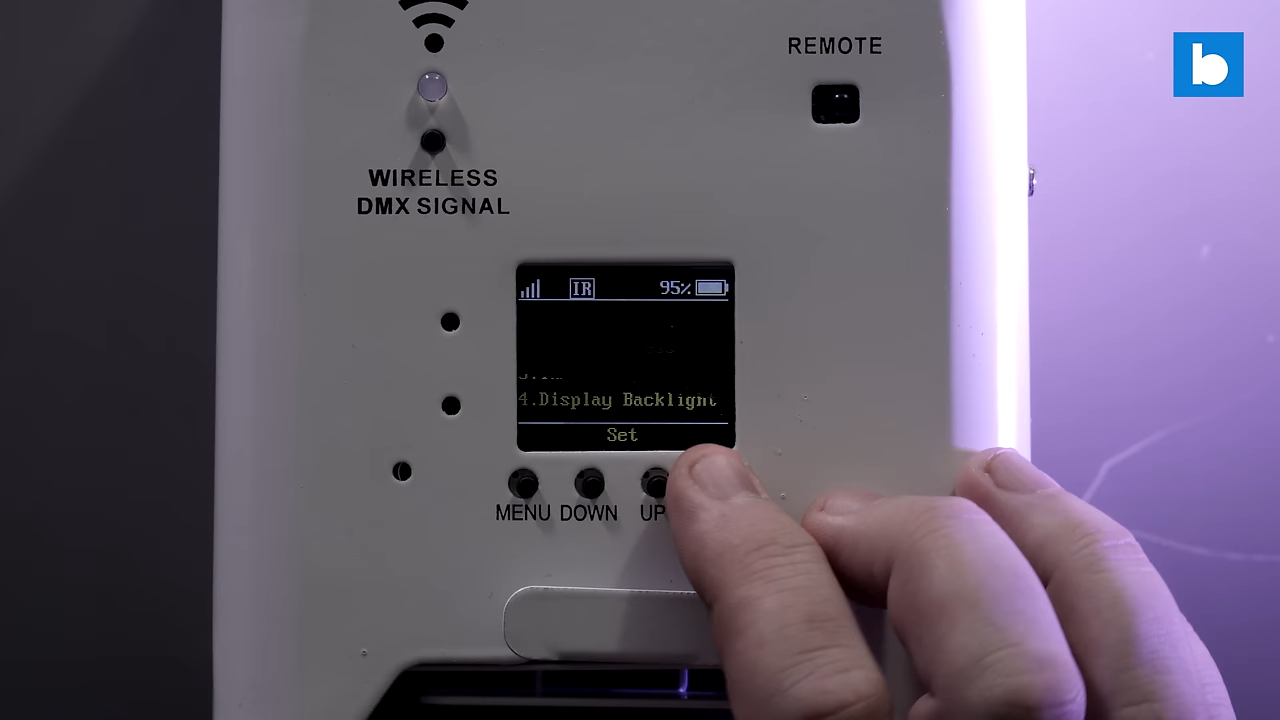 REMOTE
WIRELESS
DMX SIGNAL
IR 95%
4.Display Backlight
Set
MENU DOWN UP
b